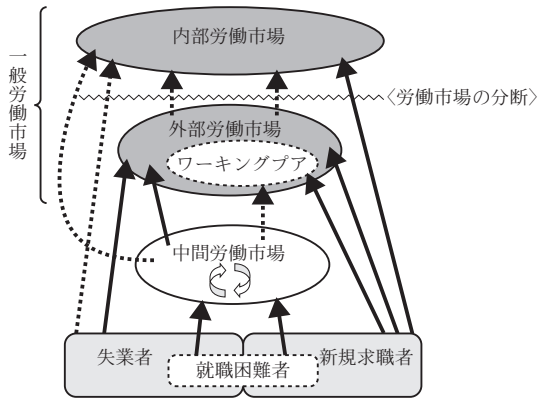 内部労働市場
一般労働市場
〈労働市場の分断〉
外部労働市場
ワーキングプア
中間労働市場
失業者
新規求職者
就職困難者